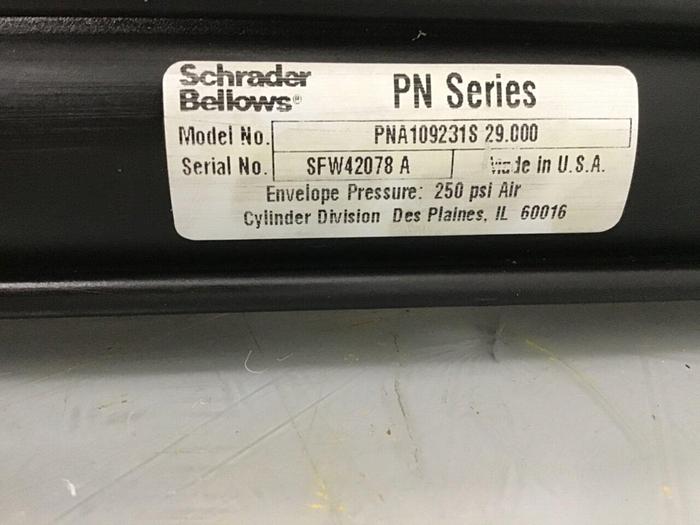 Schrader Bellows® PN Series
Model No. PNA109231S 29.000
Serial No. SFW42078 A Made in U.S.A.
Envelope Pressure: 250 psi Air
Cylinder Division Des Plaines, IL 60016